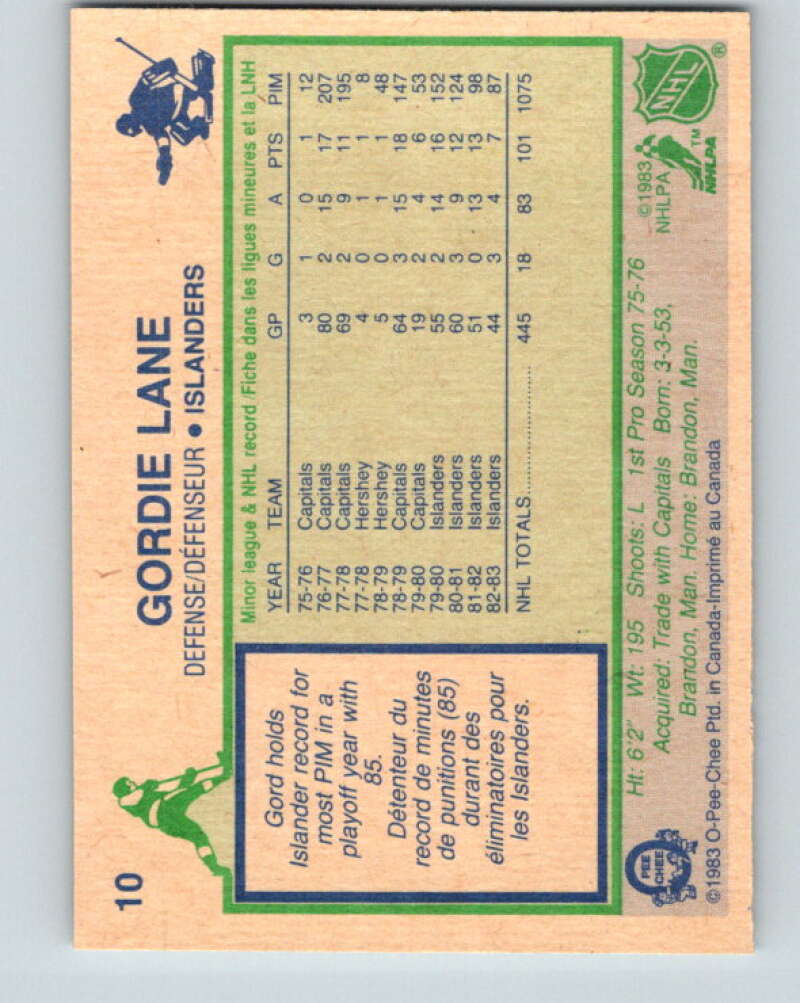 10
GORDIE LANE
DEFENSE/DÉFENSEUR • ISLANDERS
Gord holds
Islander record for
most PIM in a
playoff year with
85.
Détenteur du
record de minutes
de punitions (85)
durant des
éliminatoires pour
les Islanders.
Minor league & NHL record/Fiche dans les ligues mineures et la LNH
YEAR TEAM GP G A PTS PIM
75-76 Capitals 3 1 0 1 12
76-77 Capitals 80 2 15 17 207
77-78 Capitals 69 2 9 11 195
77-78 Hershey 4 0 1 1 8
78-79 Hershey 5 0 1 1 48
78-79 Capitals 64 3 15 18 147
79-80 Capitals 19 2 4 6 53
79-80 Islanders 55 2 14 16 152
80-81 Islanders 60 3 9 12 124
81-82 Islanders 51 0 13 13 98
82-83 Islanders 44 3 4 7 87
NHL TOTALS.................... 445 18 83 101 1075
Ht: 6'2" Wt: 195 Shoots: L 1st Pro Season 75-76
Acquired: Trade with Capitals Born: 3-3-53,
Brandon, Man. Home: Brandon, Man.
PEE
CHEE
©1983 O-Pee-Chee Ptd. in Canada-Imprimé au Canada
©1983
NHLPA
NHL
®
TM
NHLPA